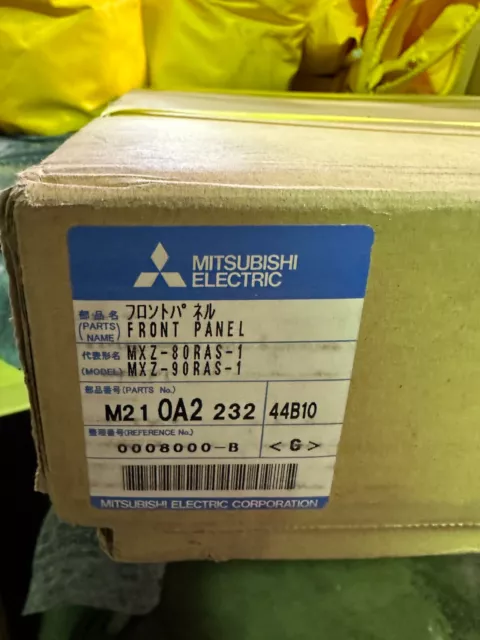 MITSUBISHI
ELECTRIC
部品名 フロントパネル
(PARTS NAME) FRONT PANEL
代表形名 MXZ-80RAS-1
(MODEL) MXZ-90RAS-1
部品番号(PARTS No.)
M21 0A2 232 44B10
整理番号(REFERENCE No.)
0008000-B <G>
MITSUBISHI ELECTRIC CORPORATION